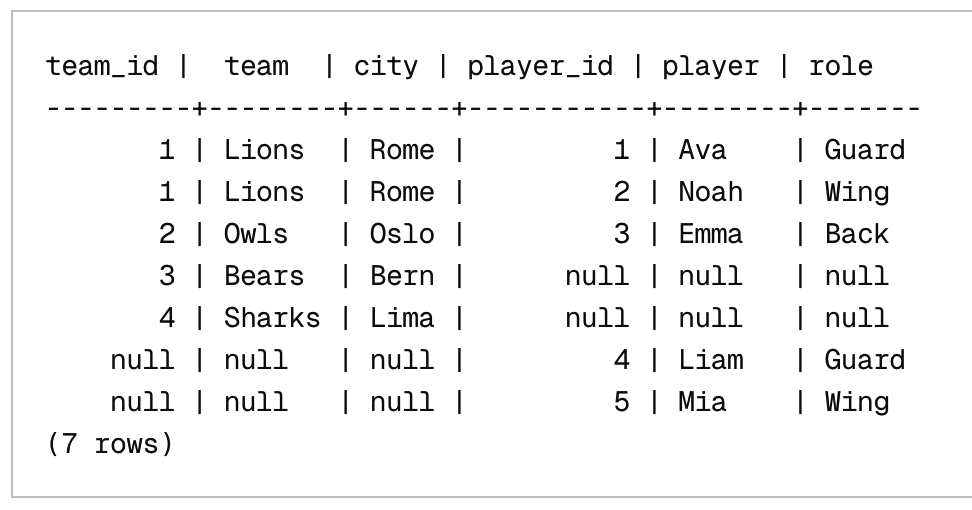 team_id |  team  | city | player_id | player | role
---------+--------+------+-----------+--------+-------
       1 | Lions  | Rome |         1 | Ava    | Guard
       1 | Lions  | Rome |         2 | Noah   | Wing
       2 | Owls   | Oslo |         3 | Emma   | Back
       3 | Bears  | Bern |      null | null   | null
       4 | Sharks | Lima |      null | null   | null
    null | null   | null |         4 | Liam   | Guard
    null | null   | null |         5 | Mia    | Wing
(7 rows)